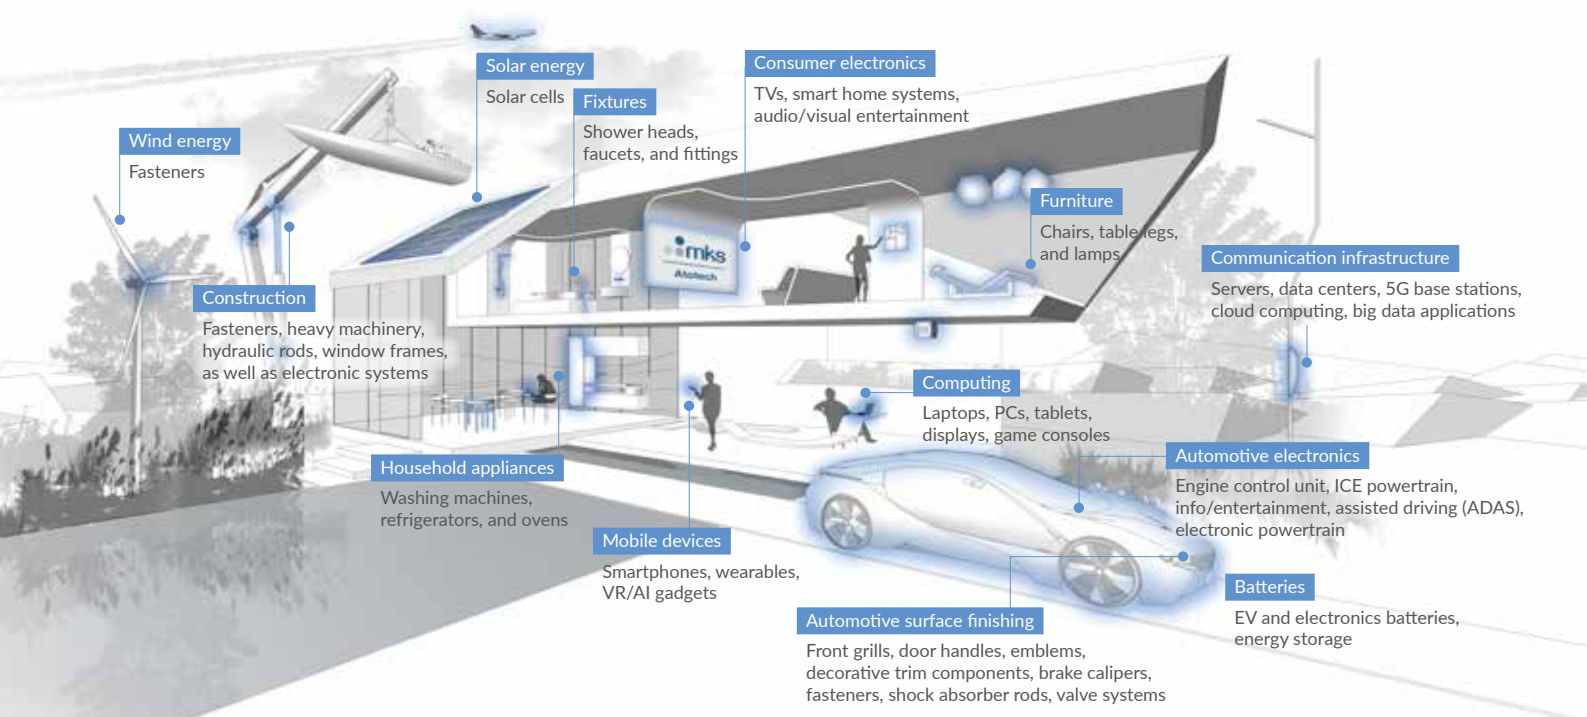 Solar energy
Solar cells
Fixtures
Shower heads,
faucets, and fittings
Consumer electronics
TVs, smart home systems,
audio/visual entertainment
Wind energy
Fasteners
Furniture
Chairs, table legs,
and lamps
mks
Atotech
Communication infrastructure
Servers, data centers, 5G base stations,
cloud computing, big data applications
Construction
Fasteners, heavy machinery,
hydraulic rods, window frames,
as well as electronic systems
Computing
Laptops, PCs, tablets,
displays, game consoles
Household appliances
Washing machines,
refrigerators, and ovens
Automotive electronics
Engine control unit, ICE powertrain,
info/entertainment, assisted driving (ADAS),
electronic powertrain
Mobile devices
Smartphones, wearables,
VR/AI gadgets
Batteries
EV and electronics batteries,
energy storage
Automotive surface finishing
Front grills, door handles, emblems,
decorative trim components, brake calipers,
fasteners, shock absorber rods, valve systems